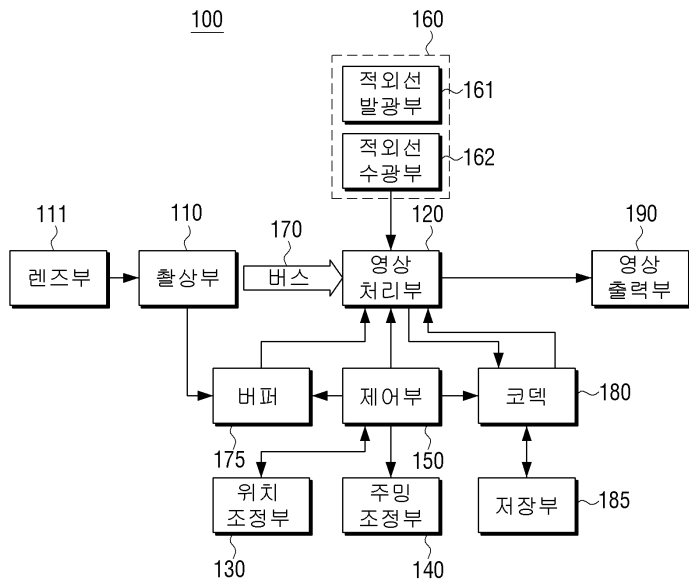 100
160
적외선
발광부
161
적외선
수광부
162
111
110
170
120
190
렌즈부
촬상부
버스
영상
처리부
영상
출력부
버퍼
제어부
코덱
180
175
150
위치
조정부
주밍
조정부
저장부
185
130
140